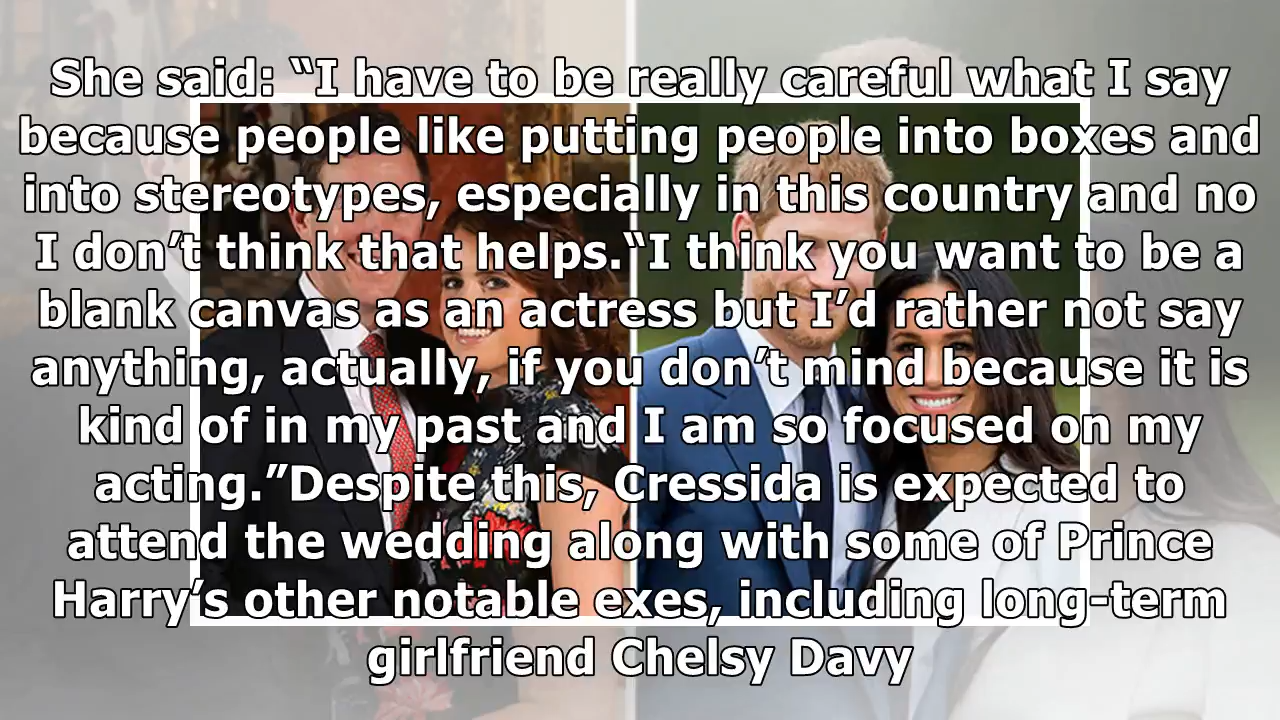 She said: “I have to be really careful what I say
because people like putting people into boxes and
into stereotypes, especially in this country and no
I don’t think that helps.“I think you want to be a
blank canvas as an actress but I’d rather not say
anything, actually, if you don’t mind because it is
kind of in my past and I am so focused on my
acting.”Despite this, Cressida is expected to
attend the wedding along with some of Prince
Harry’s other notable exes, including long-term
girlfriend Chelsy Davy